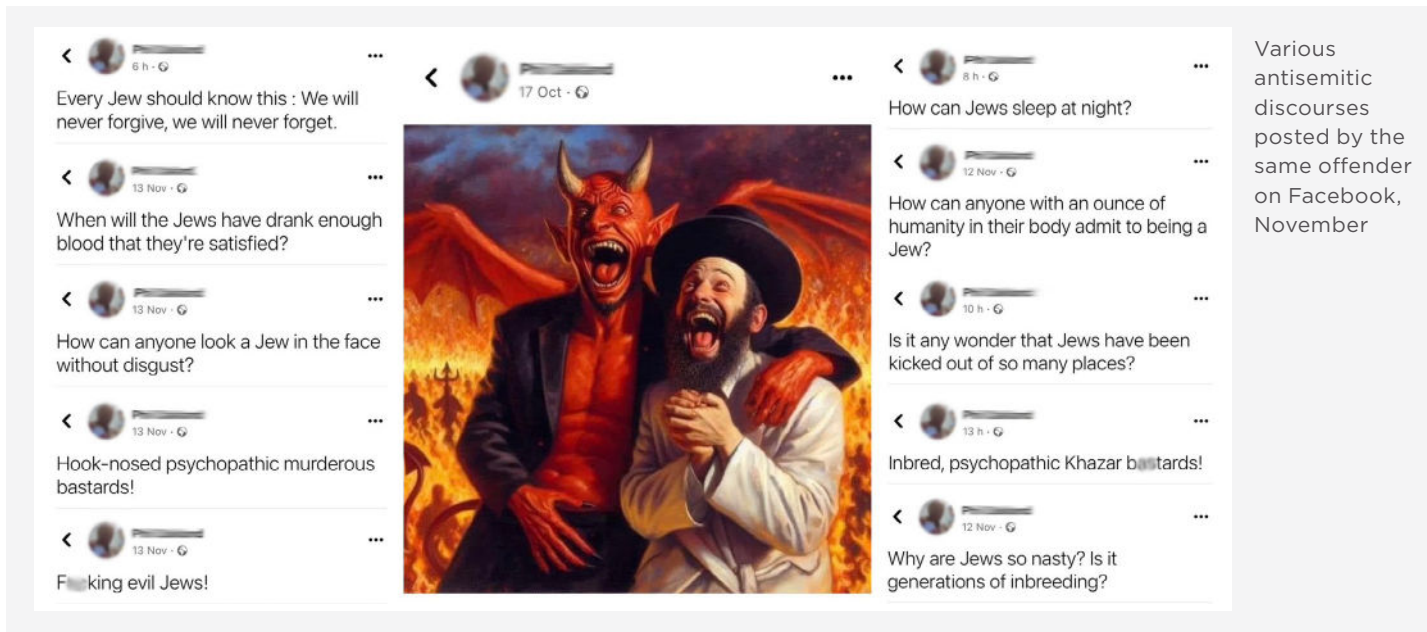 6 h ·
Every Jew should know this : We will
never forgive, we will never forget.
13 Nov ·
When will the Jews have drank enough
blood that they're satisfied?
13 Nov ·
How can anyone look a Jew in the face
without disgust?
13 Nov ·
Hook-nosed psychopathic murderous
bastards!
13 Nov ·
evil Jews!
17 Oct ·
8 h ·
How can Jews sleep at night?
12 Nov ·
How can anyone with an ounce of
humanity in their body admit to being a
Jew?
10 h ·
Is it any wonder that Jews have been
kicked out of so many places?
13 h ·
Inbred, psychopathic Khazar
12 Nov ·
Why are Jews so nasty? Is it
generations of inbreeding?
Various
antisemitic
discourses
posted by the
same offender
on Facebook,
November